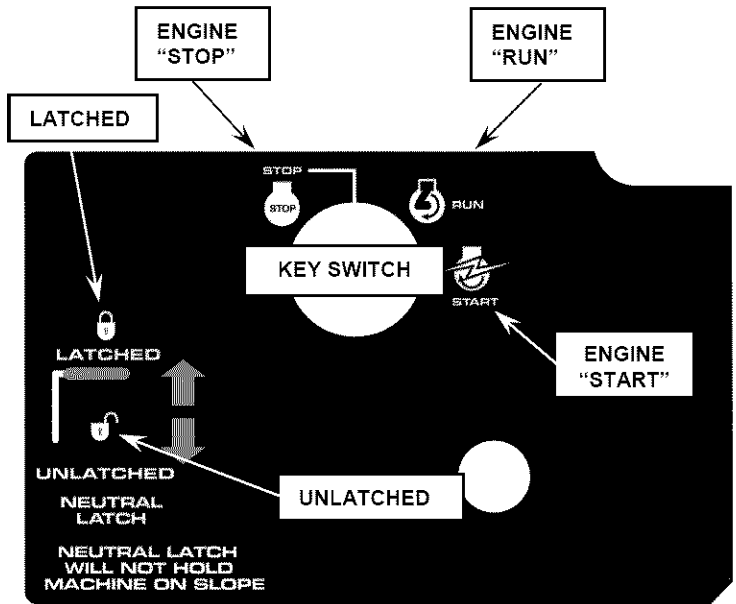 ENGINE
“STOP”
ENGINE
“RUN”
LATCHED
STOP
STOP
RUN
KEY SWITCH
START
LATCHED
ENGINE
“START”
UNLATCHED
UNLATCHED
NEUTRAL
LATCH
NEUTRAL LATCH
WILL NOT HOLD
MACHINE ON SLOPE